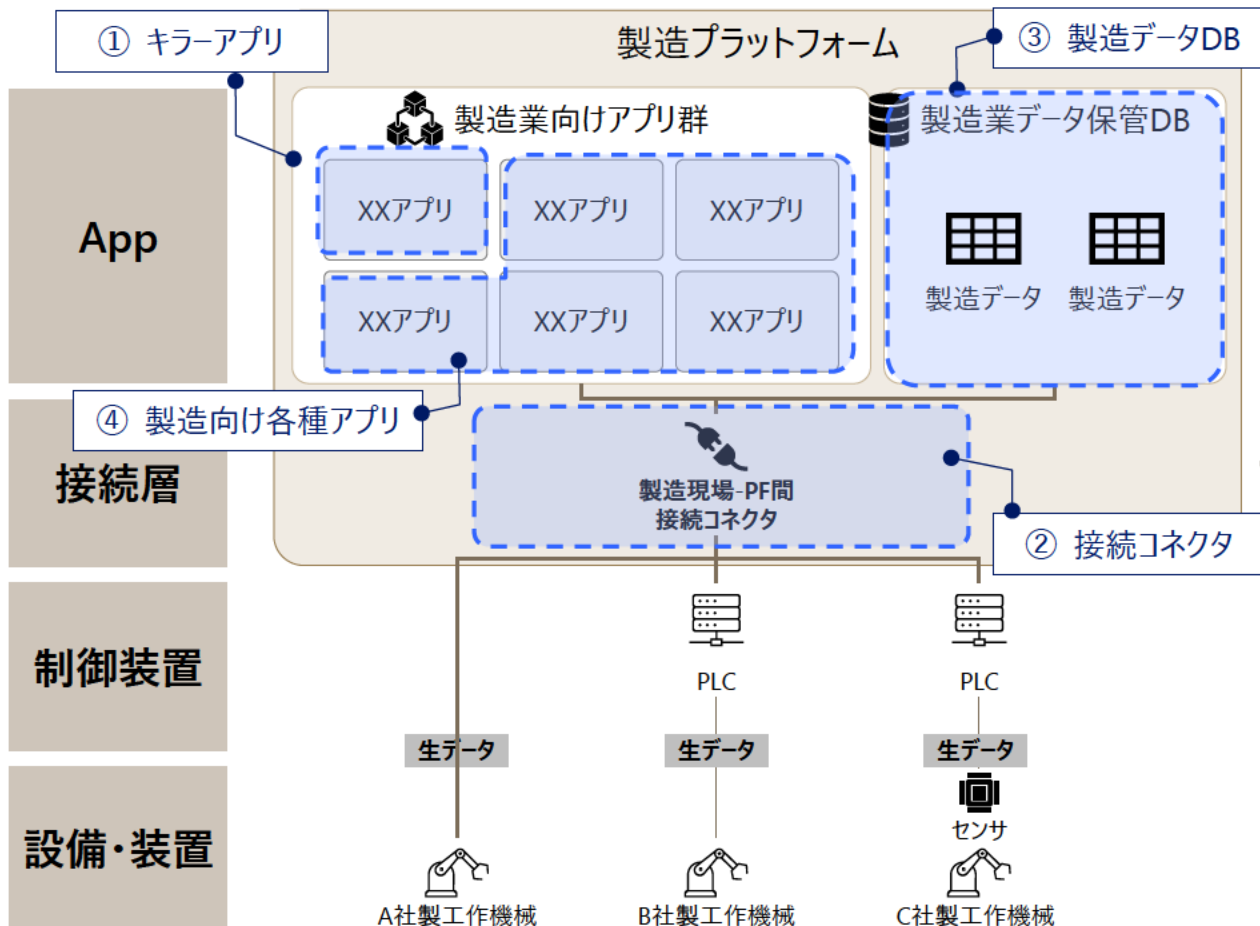 ① キラーアプリ
製造プラットフォーム
③ 製造データDB
App
製造業向けアプリ群
製造業データ保管DB
XXアプリ
XXアプリ
XXアプリ
XXアプリ
XXアプリ
XXアプリ
製造データ
製造データ
④ 製造向け各種アプリ
接続層
製造現場-PF間
接続コネクタ
② 接続コネクタ
制御装置
PLC
PLC
生データ
生データ
生データ
設備・装置
センサ
A社製工作機械
B社製工作機械
C社製工作機械